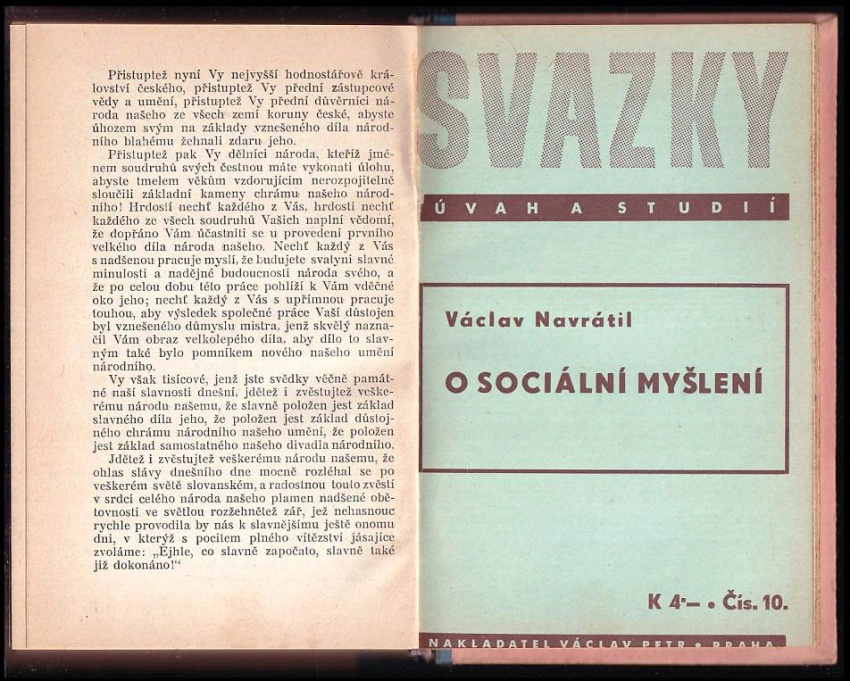 Přistuptež nyní Vy nejvyšší hodnostářové krá-
lovství českého, přistuptež Vy přední zástupcové
vědy a umění, přistuptež Vy přední důvěrníci ná-
roda našeho ze všech zemí koruny české, abyste
úhozem svým na základy vznešeného díla národ-
ního blahému žehnali zdaru jeho.
Přistuptež pak Vy dělníci národa, kteříž jmé-
nem soudruhů svých čestnou máte vykonati úlohu,
abyste tmelem věkům vzdorujícím nerozpojitelně
sloučili základní kameny chrámu našeho národ-
ního! Hrdostí nechť každého z Vás, hrdostí nechť
každého ze všech soudruhů Vašich naplní vědomí,
že dopřáno Vám účastniti se u provedení prvního
velkého díla národa našeho. Nechť každý z Vás
s nadšenou pracuje myslí, že budujete svatyni slavné
minulosti a nadějné budoucnosti národa svého, a
že po celou dobu této práce pohlíží k Vám vděčné
oko jeho; nechť každý z Vás s upřímnou pracuje
touhou, aby výsledek společné práce Vaší důstojen
byl vznešeného důmyslu mistra, jenž skvělý nazna-
čil Vám obraz velkolepého díla, aby dílo to slav-
ným také bylo pomníkem nového našeho umění
národního.
Vy však tisícové, jenž jste svědky věčně památ-
né naší slavnosti dnešní, jdětež i zvěstujtež veške-
rému národu našemu, že slavně položen jest základ
slavného díla jeho, že položen jest základ důstoj-
ného chrámu národního našeho umění, že položen
jest základ samostatného našeho divadla národního.
Jdětež i zvěstujtež veškerému národu našemu, že
ohlas slávy dnešního dne mocně rozléhal se po
veškerém světě slovanském, a radostnou touto zvěstí
v srdci celého národa našeho plamen nadšené obě-
tovnosti ve světlou rozžehnětež zář, jež nehasnouc
rychle provodila by nás k slavnějšímu ještě onomu
dni, v kterýž s pocitem plného vítězství jásajíce
zvoláme: „Ejhle, co slavně započato, slavně také
již dokonáno!“
SVAZKY
ÚVAH A STUDIÍ
Václav Navrátil
O SOCIÁLNÍ MYŠLENÍ
K 4·— • Čís. 10.
NAKLADATEL VÁCLAV PETR • PRAHA